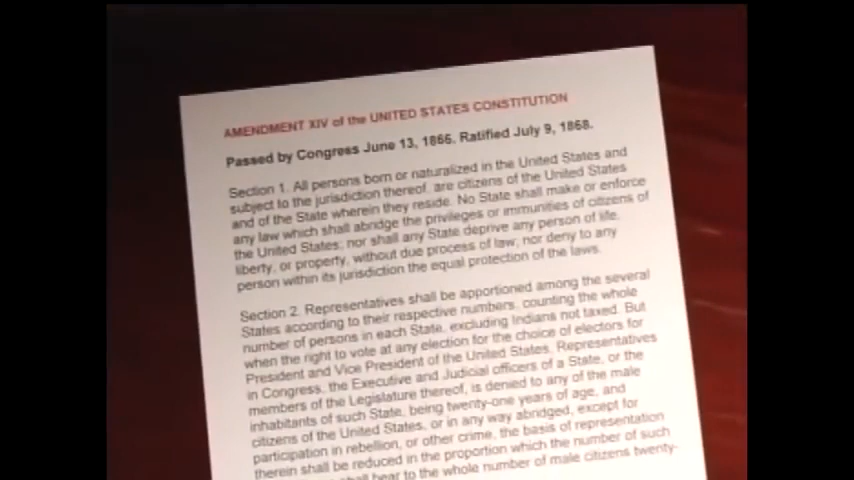 AMENDMENT XIV of the UNITED STATES CONSTITUTION
Passed by Congress June 13, 1866. Ratified July 9, 1868.
Section 1. All persons born or naturalized in the United States and
subject to the jurisdiction thereof, are citizens of the United States
and of the State wherein they reside. No State shall make or enforce
any law which shall abridge the privileges or immunities of citizens of
the United States; nor shall any State deprive any person of life,
liberty, or property, without due process of law; nor deny to any
person within its jurisdiction the equal protection of the laws.
Section 2. Representatives shall be apportioned among the several
States according to their respective numbers, counting the whole
number of persons in each State, excluding Indians not taxed. But
when the right to vote at any election for the choice of electors for
President and Vice President of the United States, Representatives
in Congress, the Executive and Judicial officers of a State, or the
members of the Legislature thereof, is denied to any of the male
inhabitants of such State, being twenty-one years of age, and
citizens of the United States, or in any way abridged, except for
participation in rebellion, or other crime, the basis of representation
therein shall be reduced in the proportion which the number of such
shall bear to the whole number of male citizens twenty-